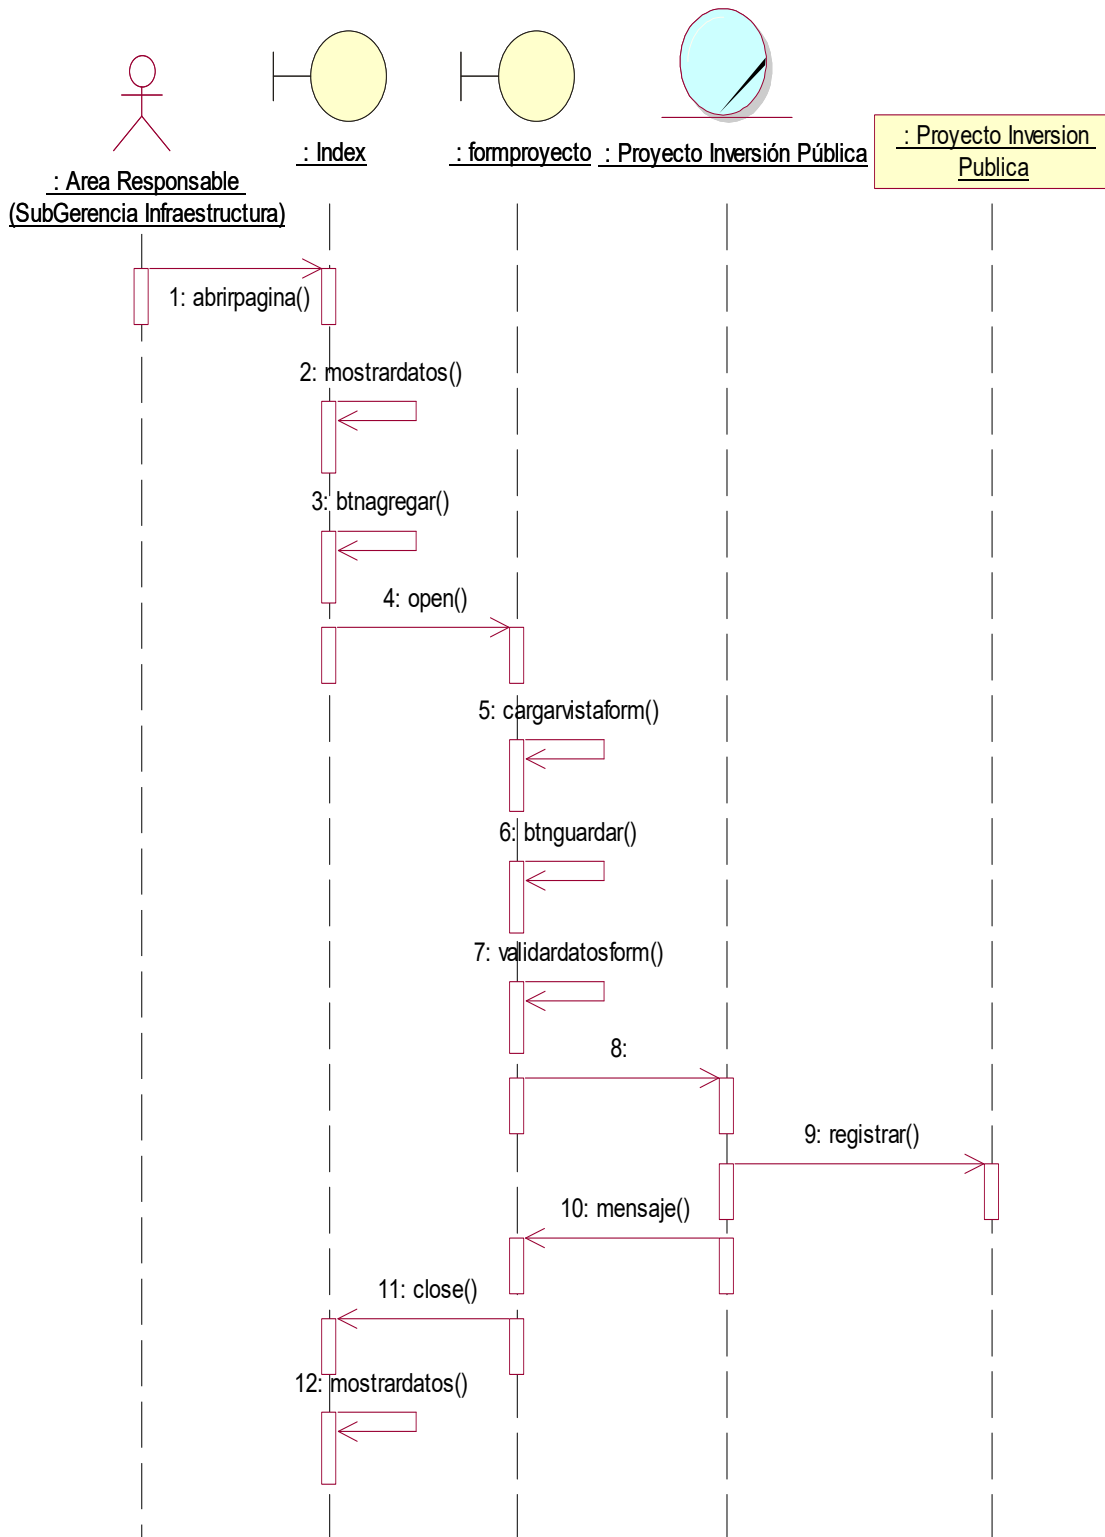 : Index
: formproyecto
: Proyecto Inversión Pública
: Proyecto Inversion
Publica
: Area Responsable
(SubGerencia Infraestructura)
1: abrirpagina()
2: mostrardatos()
3: btnagregar()
4: open()
5: cargarvistaform()
6: btnguardar()
7: validardatosform()
8:
9: registrar()
10: mensaje()
11: close()
12: mostrardatos()